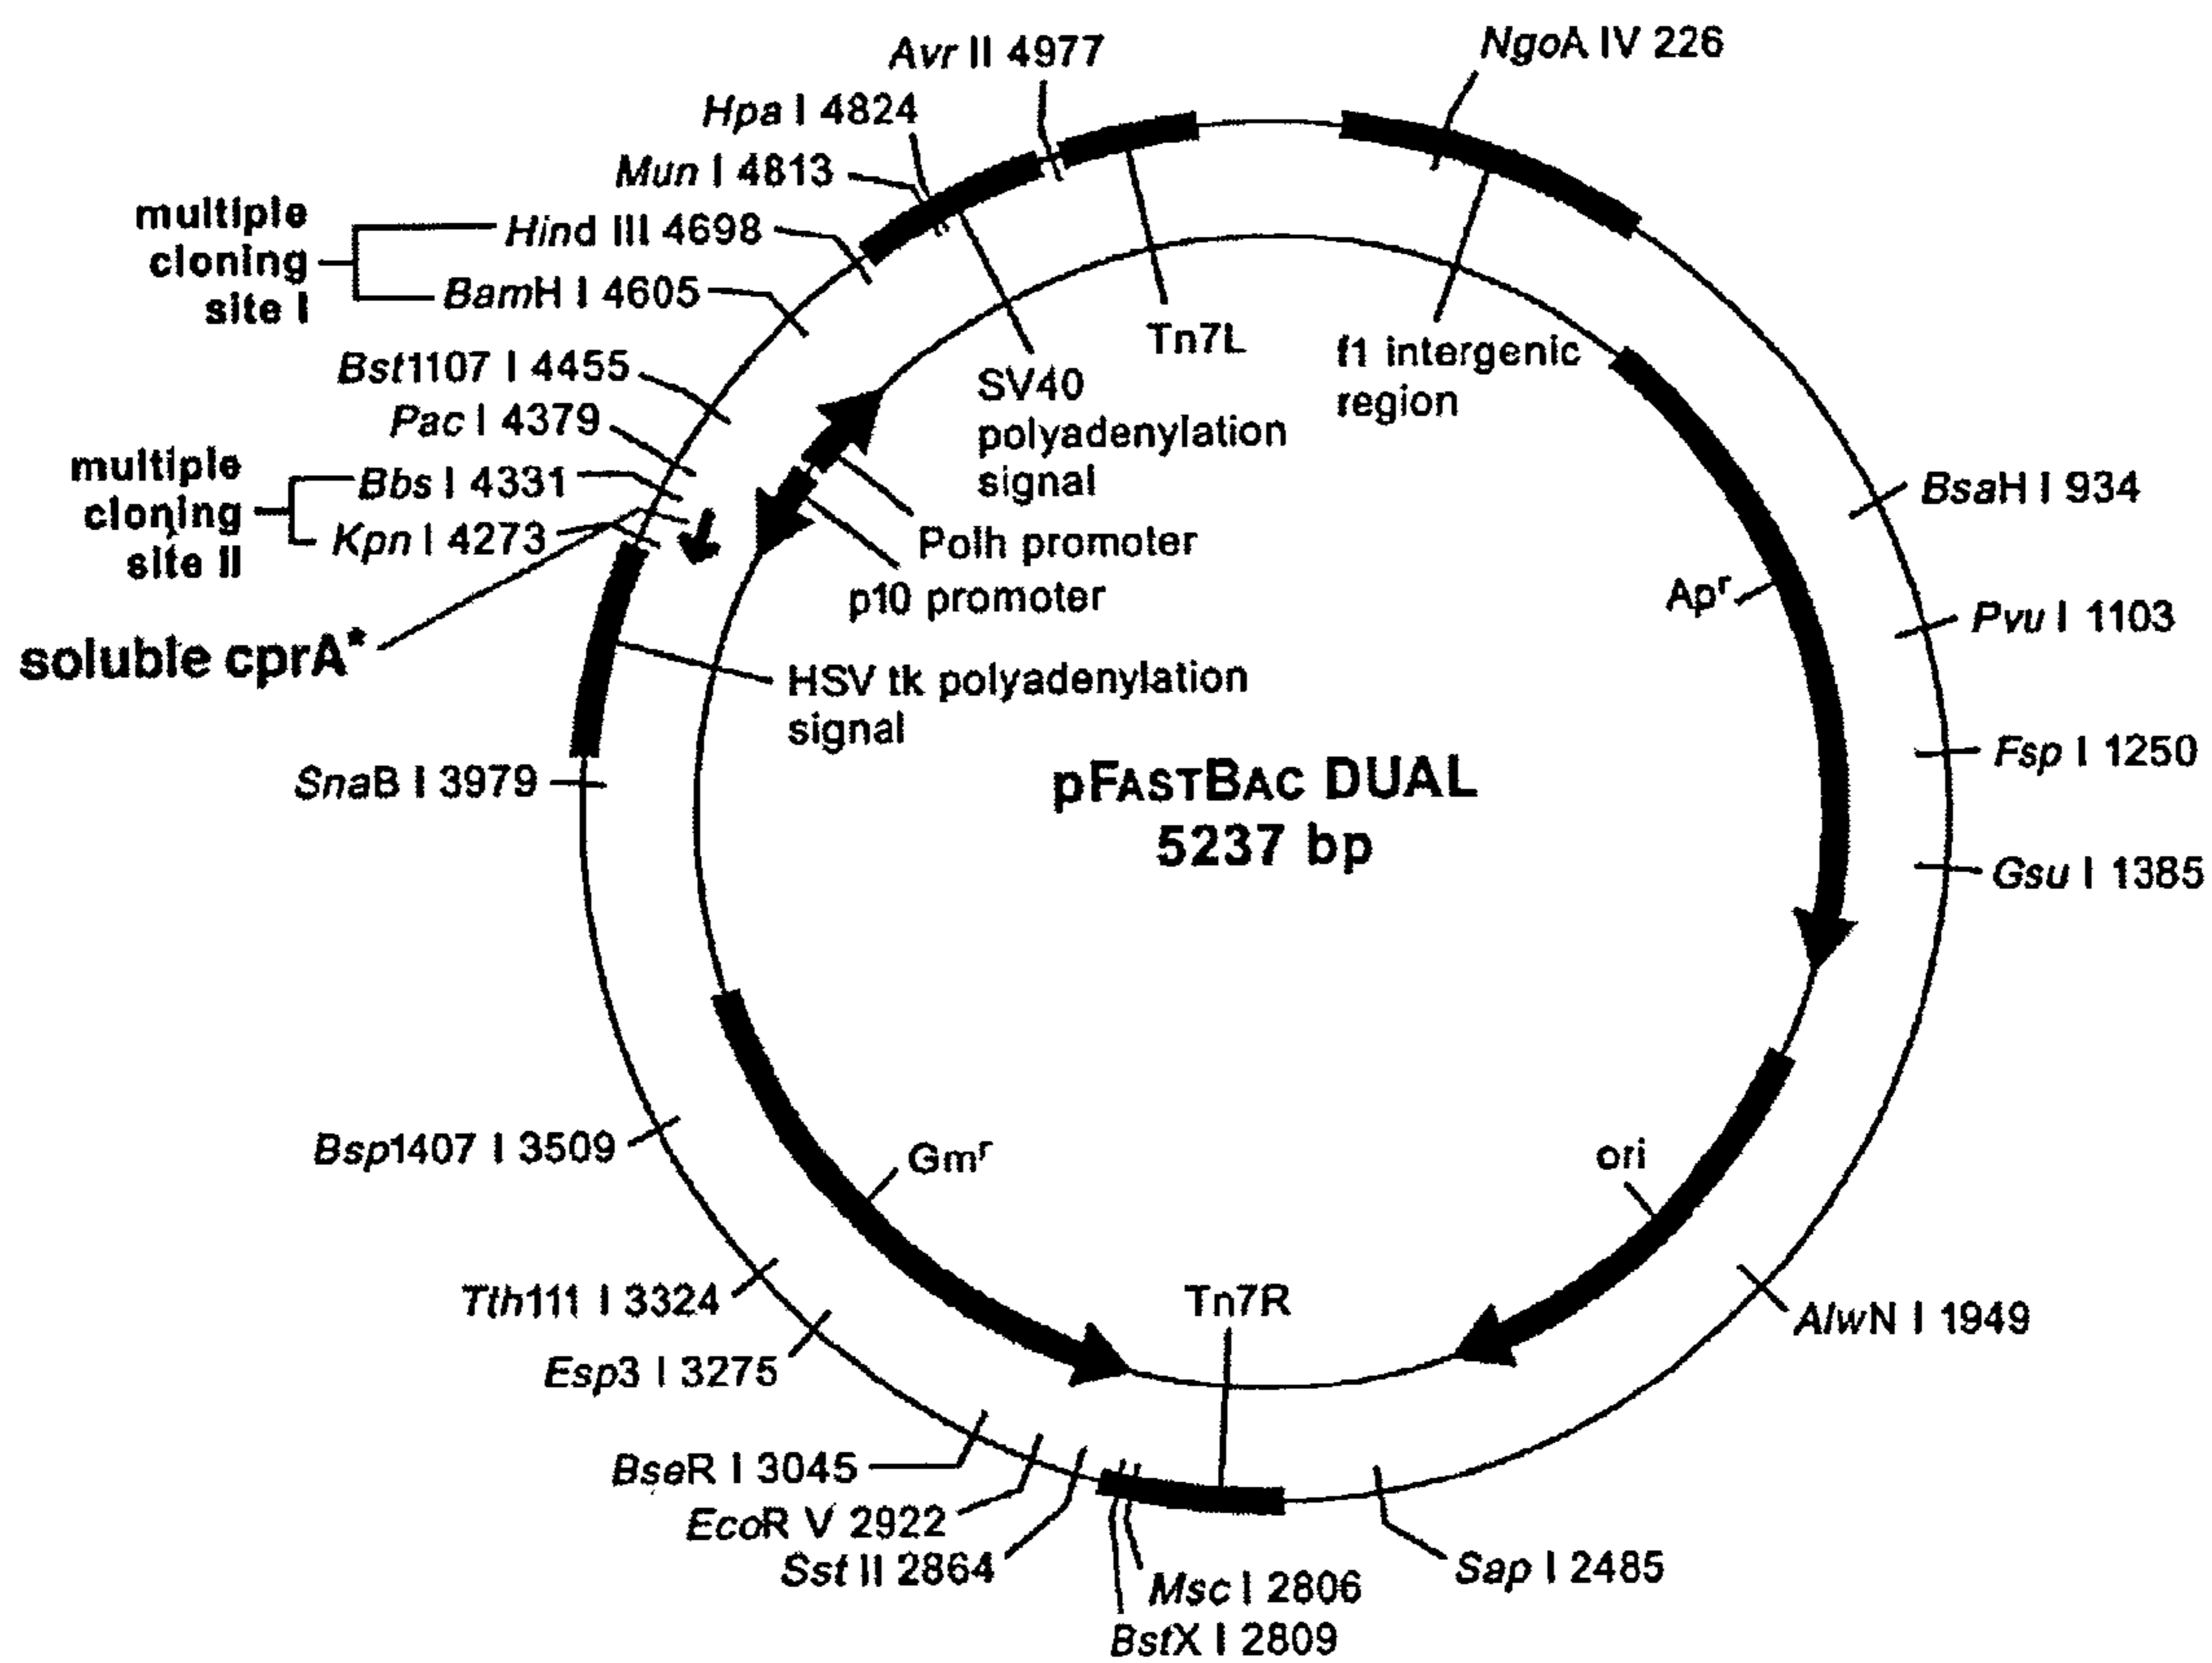 Avr II 4977
NgoA IV 226
Hpa I 4824
Mun I 4813
multiple
cloning
site I
Hind III 4698
BamH I 4605
Bst1107 I 4455
Pac I 4379
multiple
cloning
site II
Bbs I 4331
Kpn I 4273
soluble cprA*
SnaB I 3979
Tn7L
SV40
polyadenylation
signal
f1 intergenic
region
Polh promoter
p10 promoter
HSV tk polyadenylation
signal
pFASTBAC DUAL
5237 bp
BsaH I 934
Apr
Pvu I 1103
Fsp I 1250
Gsu I 1385
Bsp1407 I 3509
Gmr
ori
Tth111 I 3324
Tn7R
AlwN I 1949
Esp3 I 3275
BseR I 3045
EcoR V 2922
Sst II 2864
Msc I 2806
BstX I 2809
Sap I 2485